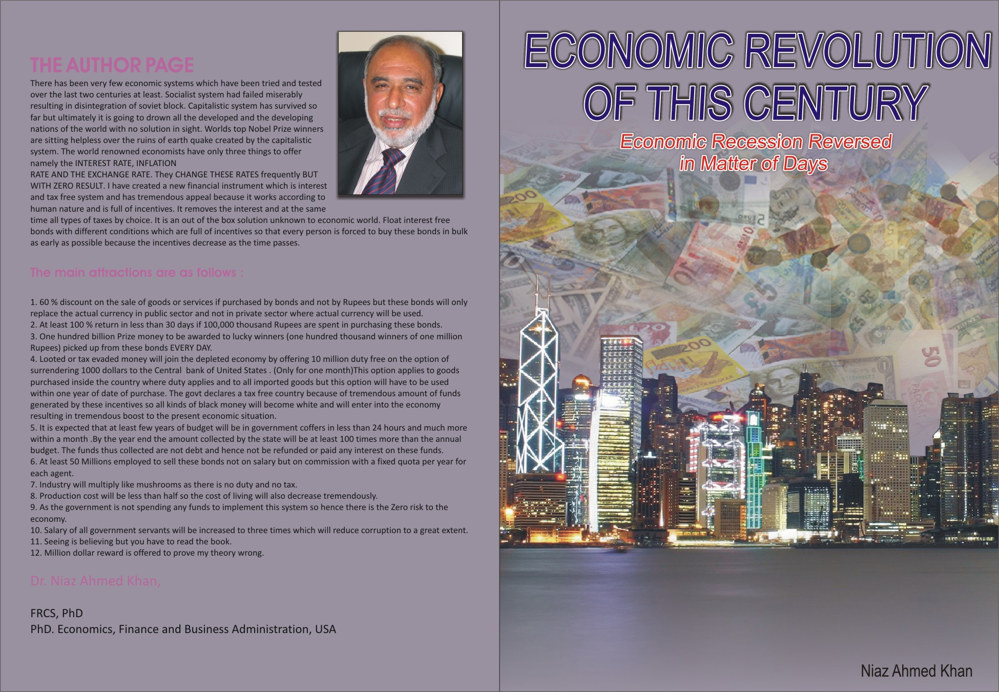 THE AUTHOR PAGE
There has been very few economic systems which have been tried and tested
over the last two centuries at least. Socialist system had failed miserably
resulting in disintegration of soviet block. Capitalistic system has survived so
far but ultimately it is going to drown all the developed and the developing
nations of the world with no solution in sight. Worlds top Nobel Prize winners
are sitting helpless over the ruins of earth quake created by the capitalistic
system. The world renowned economists have only three things to offer
namely the INTEREST RATE, INFLATION
RATE AND THE EXCHANGE RATE. They CHANGE THESE RATES frequently BUT
WITH ZERO RESULT. I have created a new financial instrument which is interest
and tax free system and has tremendous appeal because it works according to
human nature and is full of incentives. It removes the interest and at the same
time all types of taxes by choice. It is an out of the box solution unknown to economic world. Float interest free
bonds with different conditions which are full of incentives so that every person is forced to buy these bonds in bulk
as early as possible because the incentives decrease as the time passes.
The main attractions are as follows :
1. 60 % discount on the sale of goods or services if purchased by bonds and not by Rupees but these bonds will only
replace the actual currency in public sector and not in private sector where actual currency will be used.
2. At least 100 % return in less than 30 days if 100,000 thousand Rupees are spent in purchasing these bonds.
3. One hundred billion Prize money to be awarded to lucky winners (one hundred thousand winners of one million
Rupees) picked up from these bonds EVERY DAY.
4. Looted or tax evaded money will join the depleted economy by offering 10 million duty free on the option of
surrendering 1000 dollars to the Central  bank of United States . (Only for one month)This option applies to goods
purchased inside the country where duty applies and to all imported goods but this option will have to be used
within one year of date of purchase. The govt declares a tax free country because of tremendous amount of funds
generated by these incentives so all kinds of black money will become white and will enter into the economy
resulting in tremendous boost to the present economic situation.
5. It is expected that at least few years of budget will be in government coffers in less than 24 hours and much more
within a month .By the year end the amount collected by the state will be at least 100 times more than the annual
budget. The funds thus collected are not debt and hence not be refunded or paid any interest on these funds.
6. At least 50 Millions employed to sell these bonds not on salary but on commission with a fixed quota per year for
each agent.
7. Industry will multiply like mushrooms as there is no duty and no tax.
8. Production cost will be less than half so the cost of living will also decrease tremendously.
9. As the government is not spending any funds to implement this system so hence there is the Zero risk to the
economy.
10. Salary of all government servants will be increased to three times which will reduce corruption to a great extent.
11. Seeing is believing but you have to read the book.
12. Million dollar reward is offered to prove my theory wrong.
Dr. Niaz Ahmed Khan,
FRCS, PhD
PhD. Economics, Finance and Business Administration, USA
ECONOMIC REVOLUTION
OF THIS CENTURY
Economic Recession Reversed
in Matter of Days
200
5 EURO
10
10
£5
£20
200
50
1
Niaz Ahmed Khan